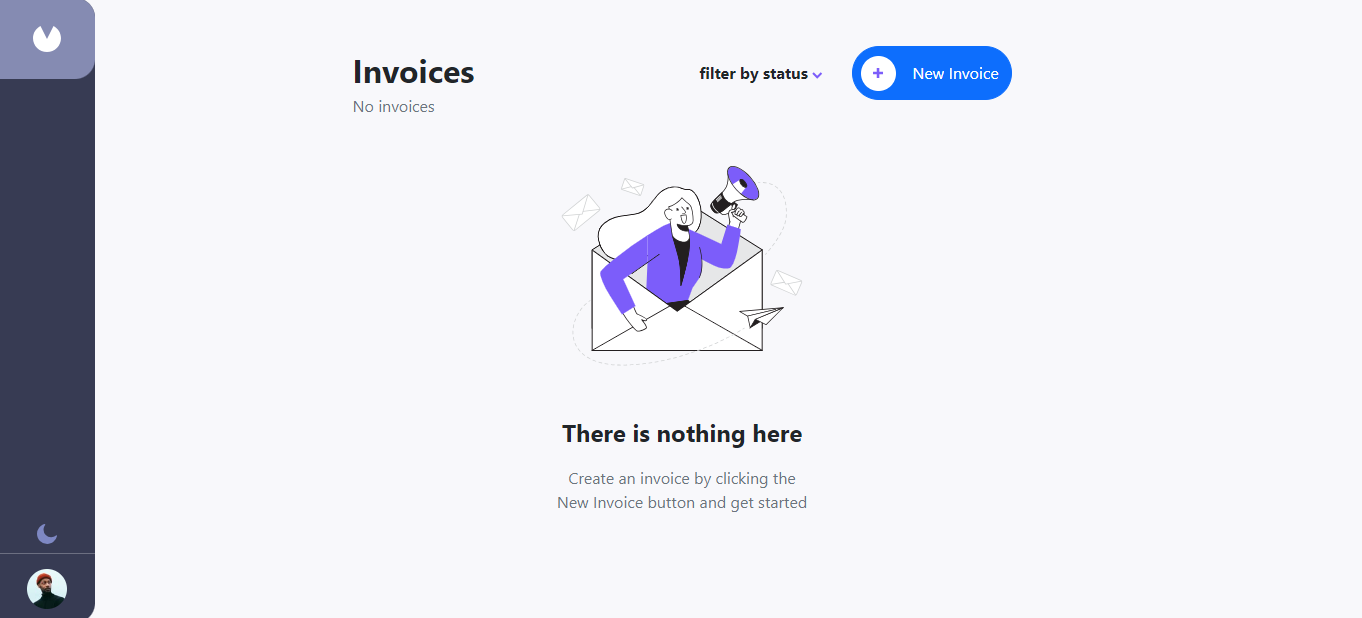 Invoices
No invoices
filter by status
New Invoice
There is nothing here
Create an invoice by clicking the
New Invoice button and get started